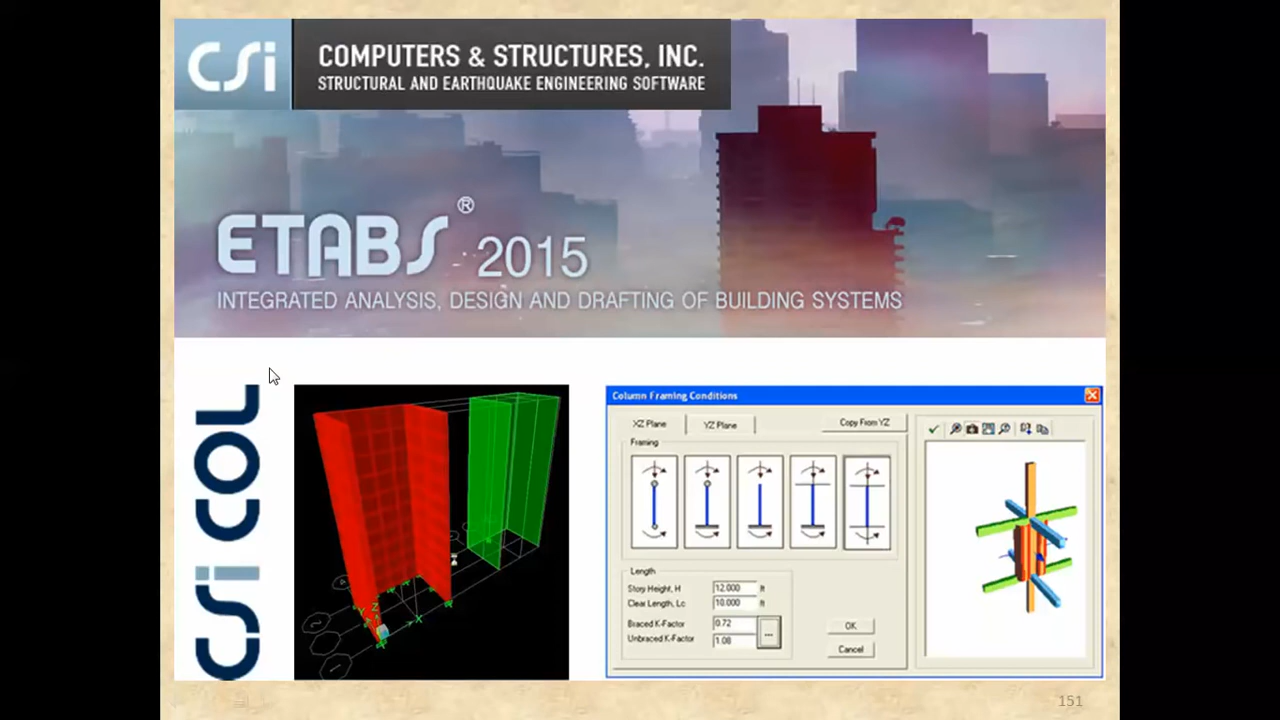 CSi
COMPUTERS & STRUCTURES, INC.
STRUCTURAL AND EARTHQUAKE ENGINEERING SOFTWARE
ETABS® 2015
INTEGRATED ANALYSIS, DESIGN AND DRAFTING OF BUILDING SYSTEMS
CSi COL
Z
Y
X
Column Framing Conditions
XZ Plane
YZ Plane
Copy From YZ
Framing
Length
Story Height, H 12.000 ft
Clear Length, Lc 10.000 ft
Braced K-Factor 0.72
Unbraced K-Factor 1.08
...
OK
Cancel
151